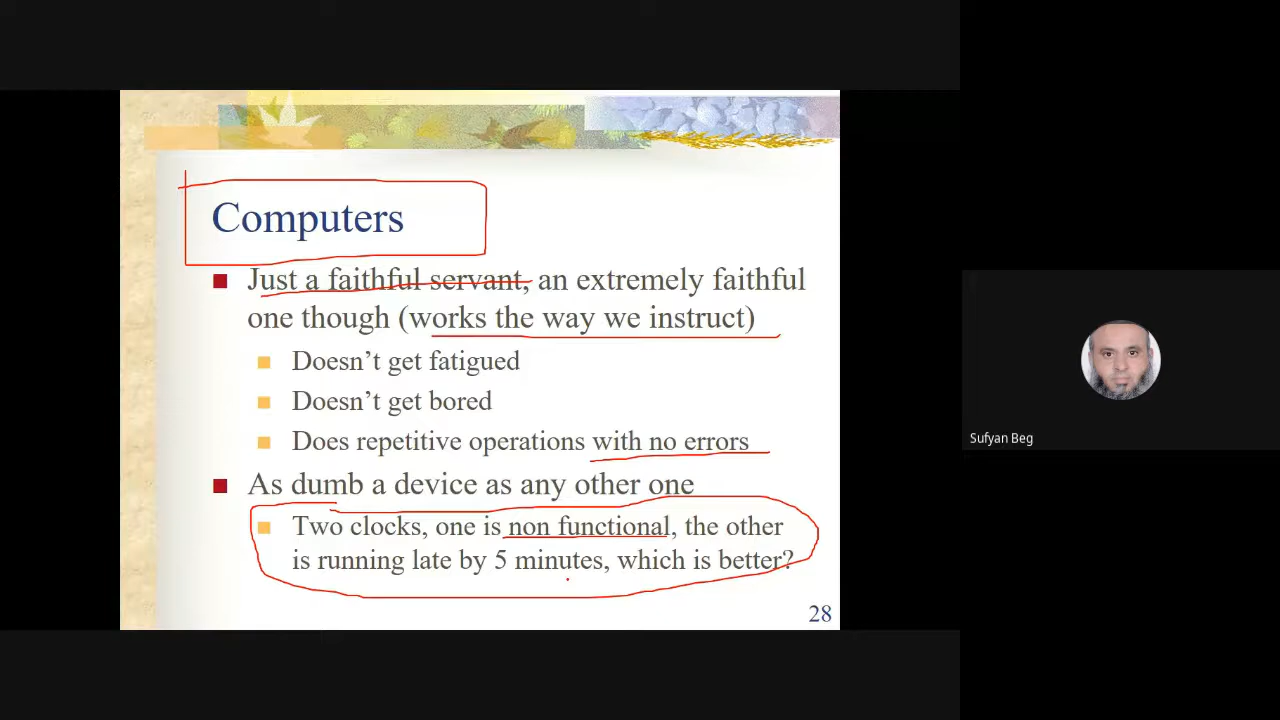 Computers
Just a faithful servant, an extremely faithful
one though (works the way we instruct)
Doesn’t get fatigued
Doesn’t get bored
Does repetitive operations with no errors
As dumb a device as any other one
Two clocks, one is non functional, the other
is running late by 5 minutes, which is better?
28
Sufyan Beg